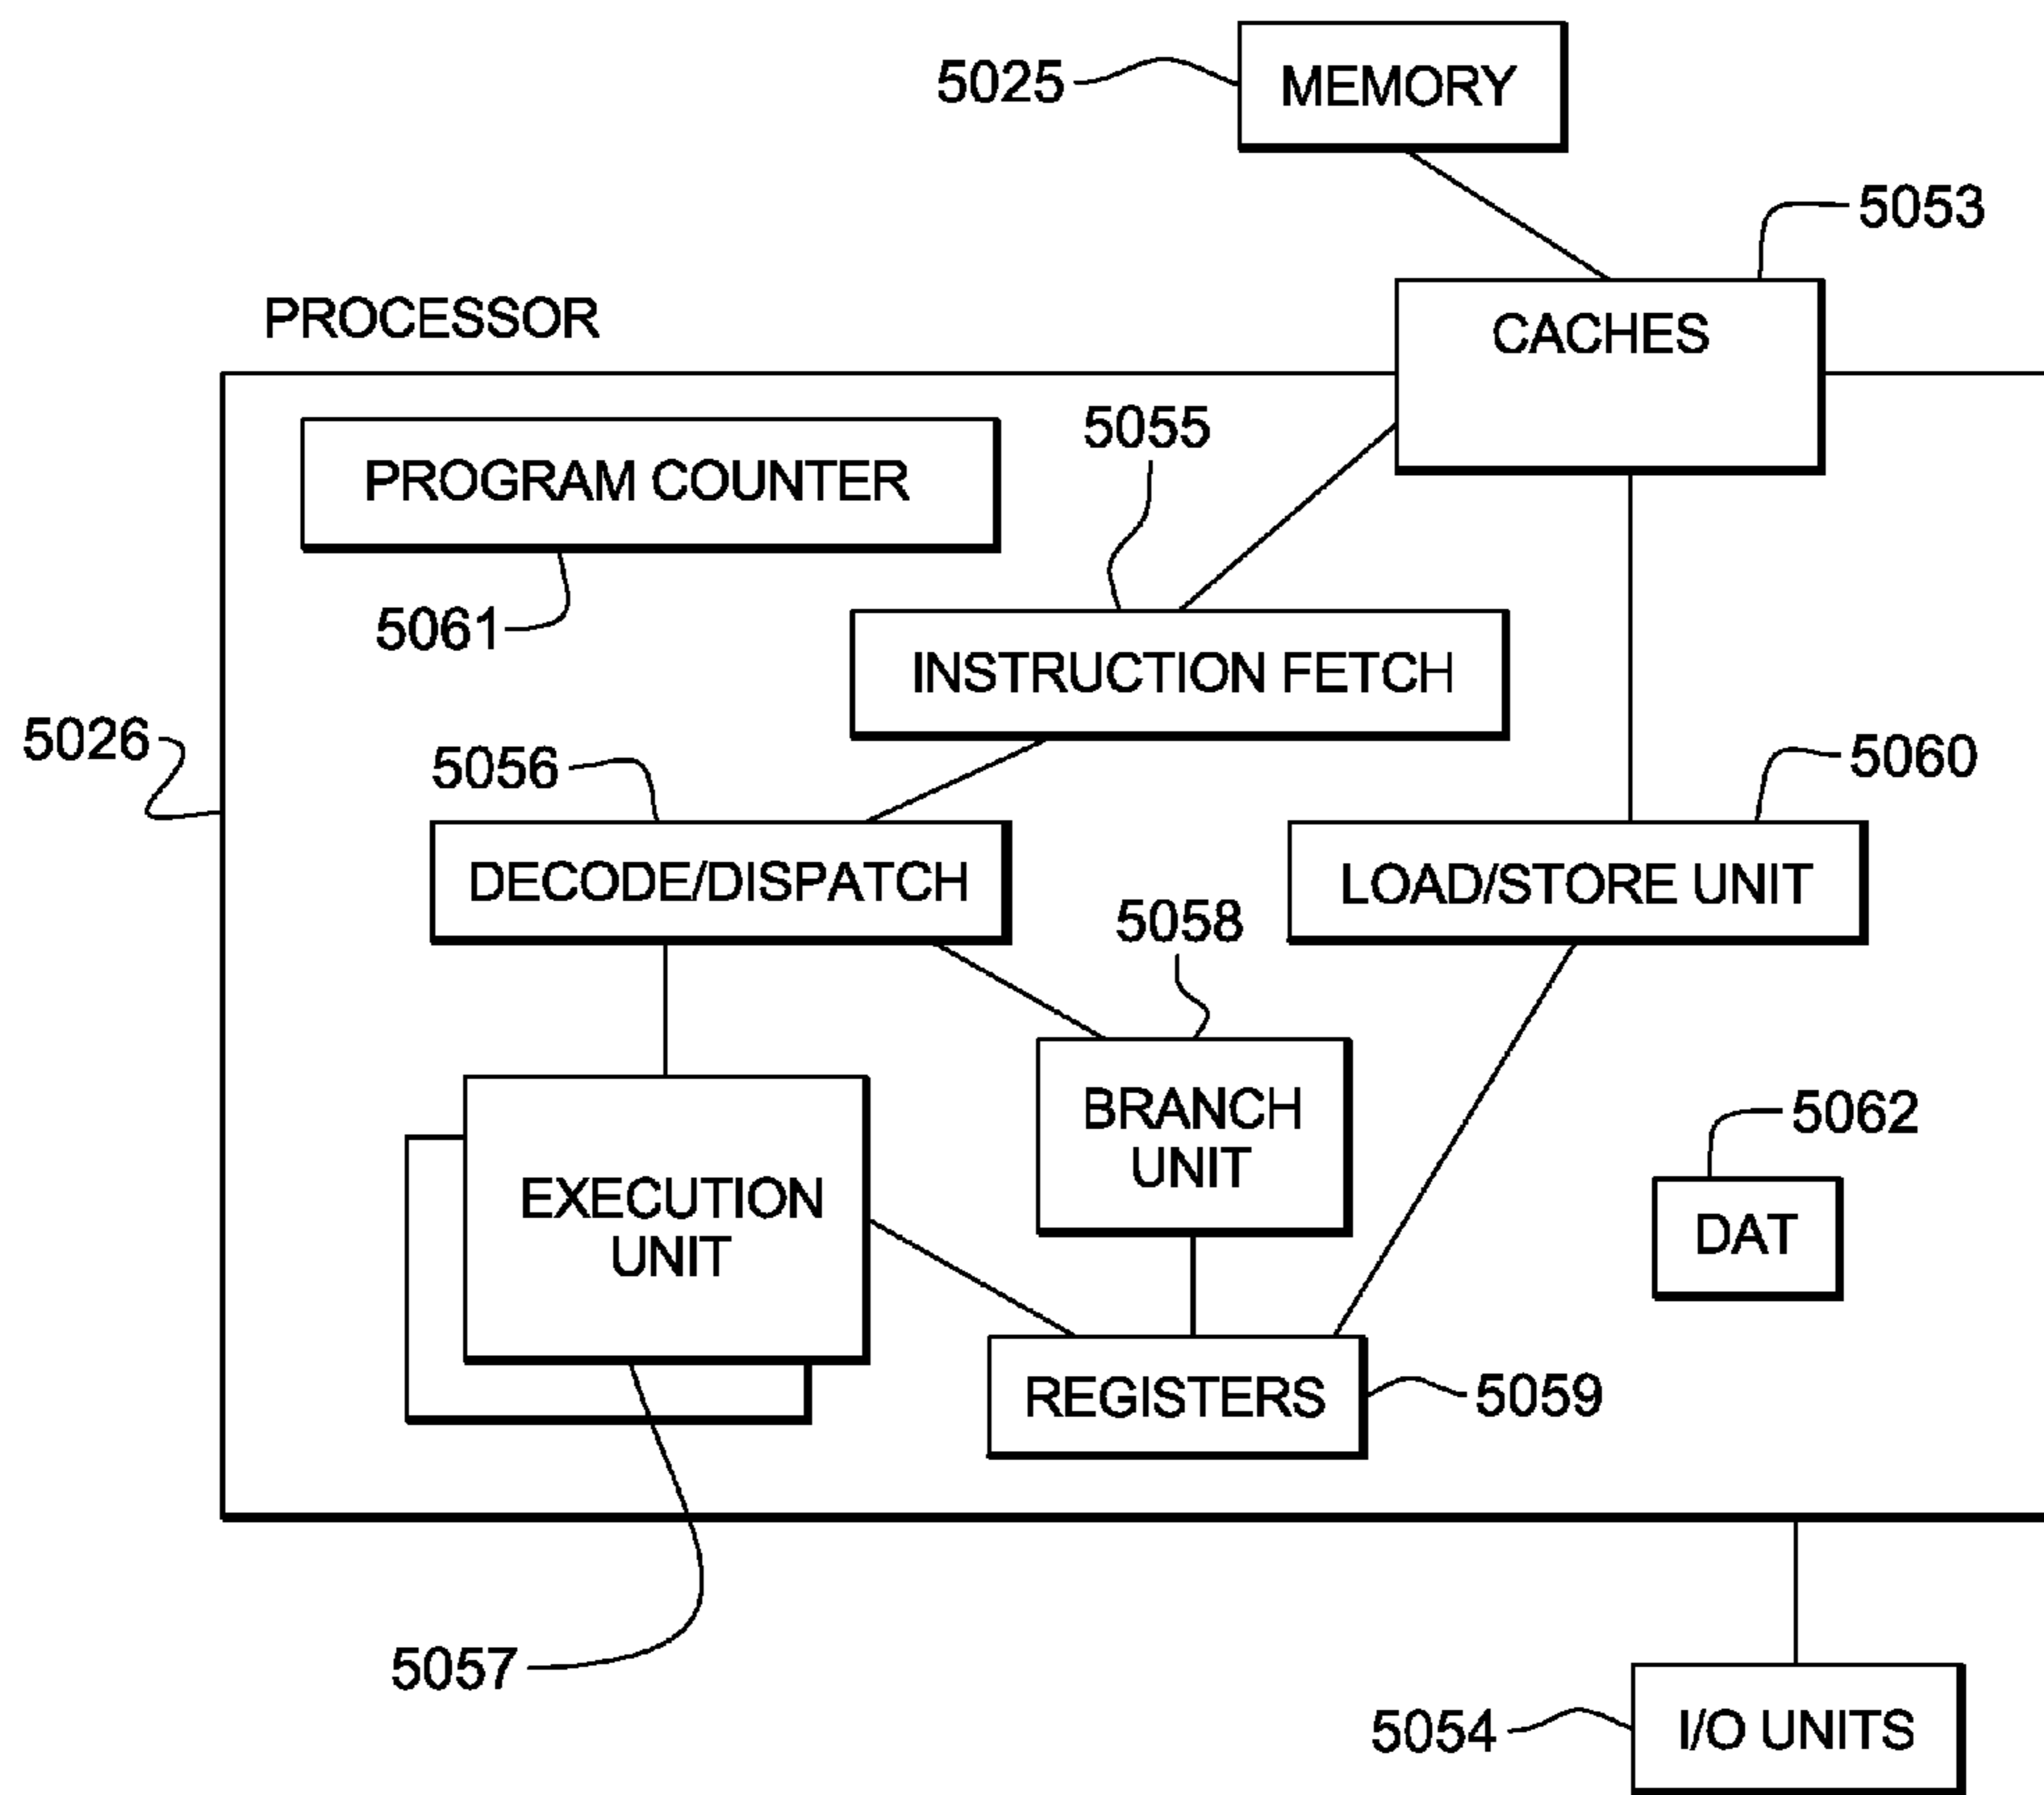 5025
MEMORY
5053
CACHES
PROCESSOR
5055
PROGRAM COUNTER
5061
INSTRUCTION FETCH
5026
5056
5060
DECODE/DISPATCH
LOAD/STORE UNIT
5058
BRANCH
UNIT
5062
EXECUTION
UNIT
DAT
REGISTERS
5059
5057
5054
I/O UNITS